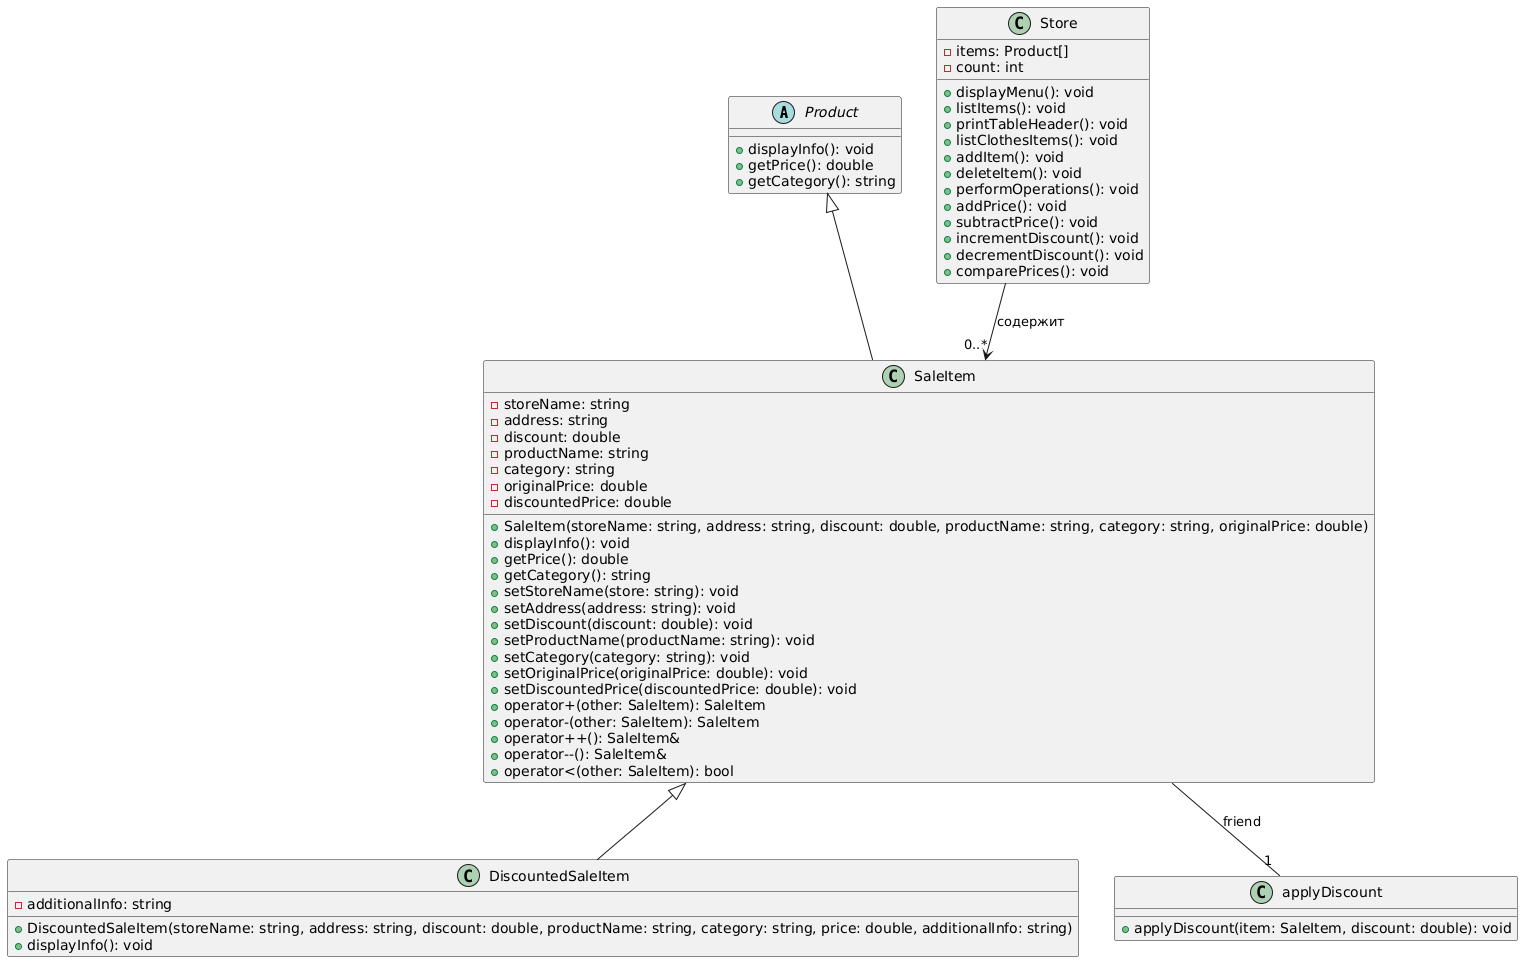 C Store
items: Product[]
count: int
displayMenu(): void
listItems(): void
printTableHeader(): void
listClothesItems(): void
addItem(): void
deleteItem(): void
performOperations(): void
addPrice(): void
subtractPrice(): void
incrementDiscount(): void
decrementDiscount(): void
comparePrices(): void
A Product
displayInfo(): void
getPrice(): double
getCategory(): string
содержит
0..*
C SaleItem
storeName: string
address: string
discount: double
productName: string
category: string
originalPrice: double
discountedPrice: double
SaleItem(storeName: string, address: string, discount: double, productName: string, category: string, originalPrice: double)
displayInfo(): void
getPrice(): double
getCategory(): string
setStoreName(store: string): void
setAddress(address: string): void
setDiscount(discount: double): void
setProductName(productName: string): void
setCategory(category: string): void
setOriginalPrice(originalPrice: double): void
setDiscountedPrice(discountedPrice: double): void
operator+(other: SaleItem): SaleItem
operator-(other: SaleItem): SaleItem
operator++(): SaleItem&
operator--(): SaleItem&
operator<(other: SaleItem): bool
friend
1
C DiscountedSaleItem
additionalInfo: string
DiscountedSaleItem(storeName: string, address: string, discount: double, productName: string, category: string, price: double, additionalInfo: string)
displayInfo(): void
C applyDiscount
applyDiscount(item: SaleItem, discount: double): void